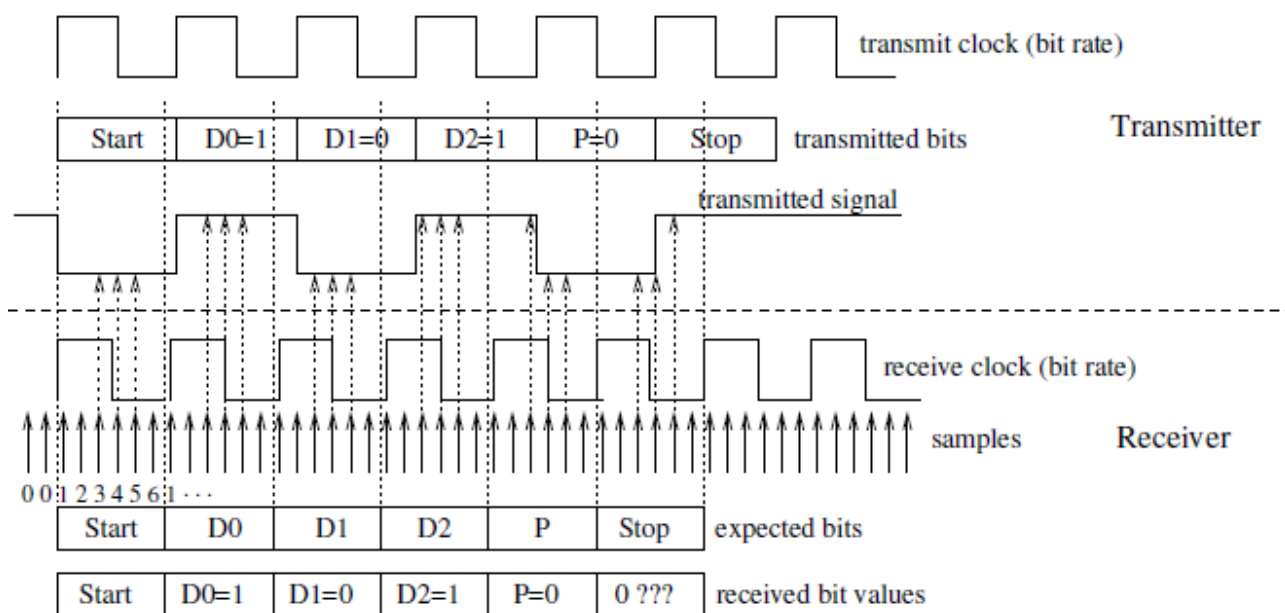 transmit clock (bit rate)
Transmitter
Start D0=1 D1=0 D2=1 P=0 Stop transmitted bits
transmitted signal
receive clock (bit rate)
samples Receiver
0 0 1 2 3 4 5 6 1 · · ·
Start D0 D1 D2 P Stop expected bits
Start D0=1 D1=0 D2=1 P=0 0 ??? received bit values